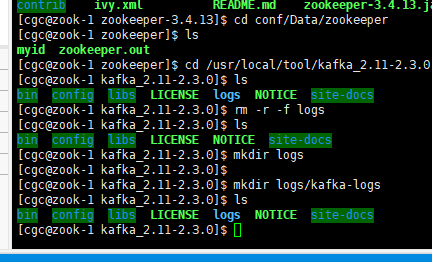 contrib        ivy.xml           README.md     zookeeper-3.4.13.j
[cgc@zook-1 zookeeper-3.4.13]$ cd conf/Data/zookeeper
[cgc@zook-1 zookeeper]$ ls
myid  zookeeper.out
[cgc@zook-1 zookeeper]$ cd /usr/local/tool/kafka_2.11-2.3.0
[cgc@zook-1 kafka_2.11-2.3.0]$ ls
bin  config  libs  LICENSE  logs  NOTICE  site-docs
[cgc@zook-1 kafka_2.11-2.3.0]$ rm -r -f logs
[cgc@zook-1 kafka_2.11-2.3.0]$ ls
bin  config  libs  LICENSE  NOTICE  site-docs
[cgc@zook-1 kafka_2.11-2.3.0]$ mkdir logs
[cgc@zook-1 kafka_2.11-2.3.0]$
[cgc@zook-1 kafka_2.11-2.3.0]$ mkdir logs/kafka-logs
[cgc@zook-1 kafka_2.11-2.3.0]$ ls
bin  config  libs  LICENSE  logs  NOTICE  site-docs
[cgc@zook-1 kafka_2.11-2.3.0]$